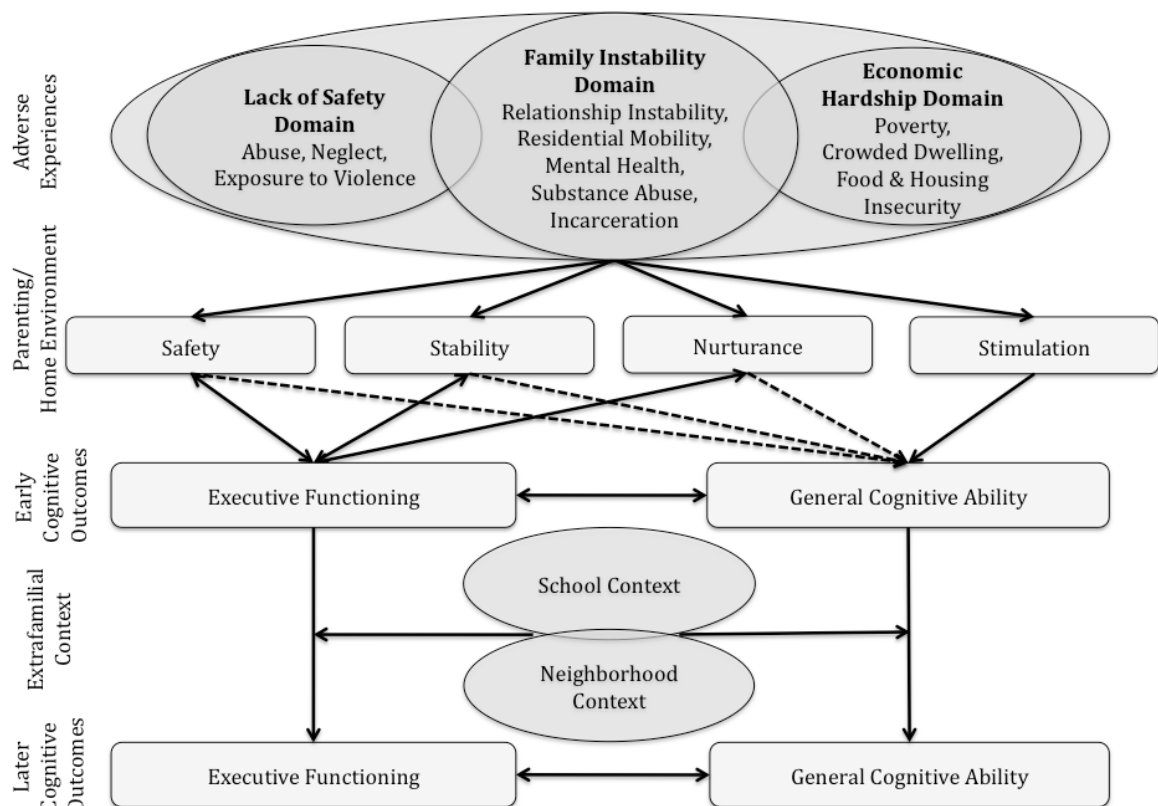 Adverse
Experiences
Lack of Safety
Domain
Abuse, Neglect,
Exposure to Violence
Family Instability
Domain
Relationship Instability,
Residential Mobility,
Mental Health,
Substance Abuse,
Incarceration
Economic
Hardship Domain
Poverty,
Crowded Dwelling,
Food & Housing
Insecurity
Parenting/
Home Environment
Safety
Stability
Nurturance
Stimulation
Early
Cognitive
Outcomes
Executive Functioning
General Cognitive Ability
Extrafamilial
Context
School Context
Neighborhood
Context
Later
Cognitive
Outcomes
Executive Functioning
General Cognitive Ability